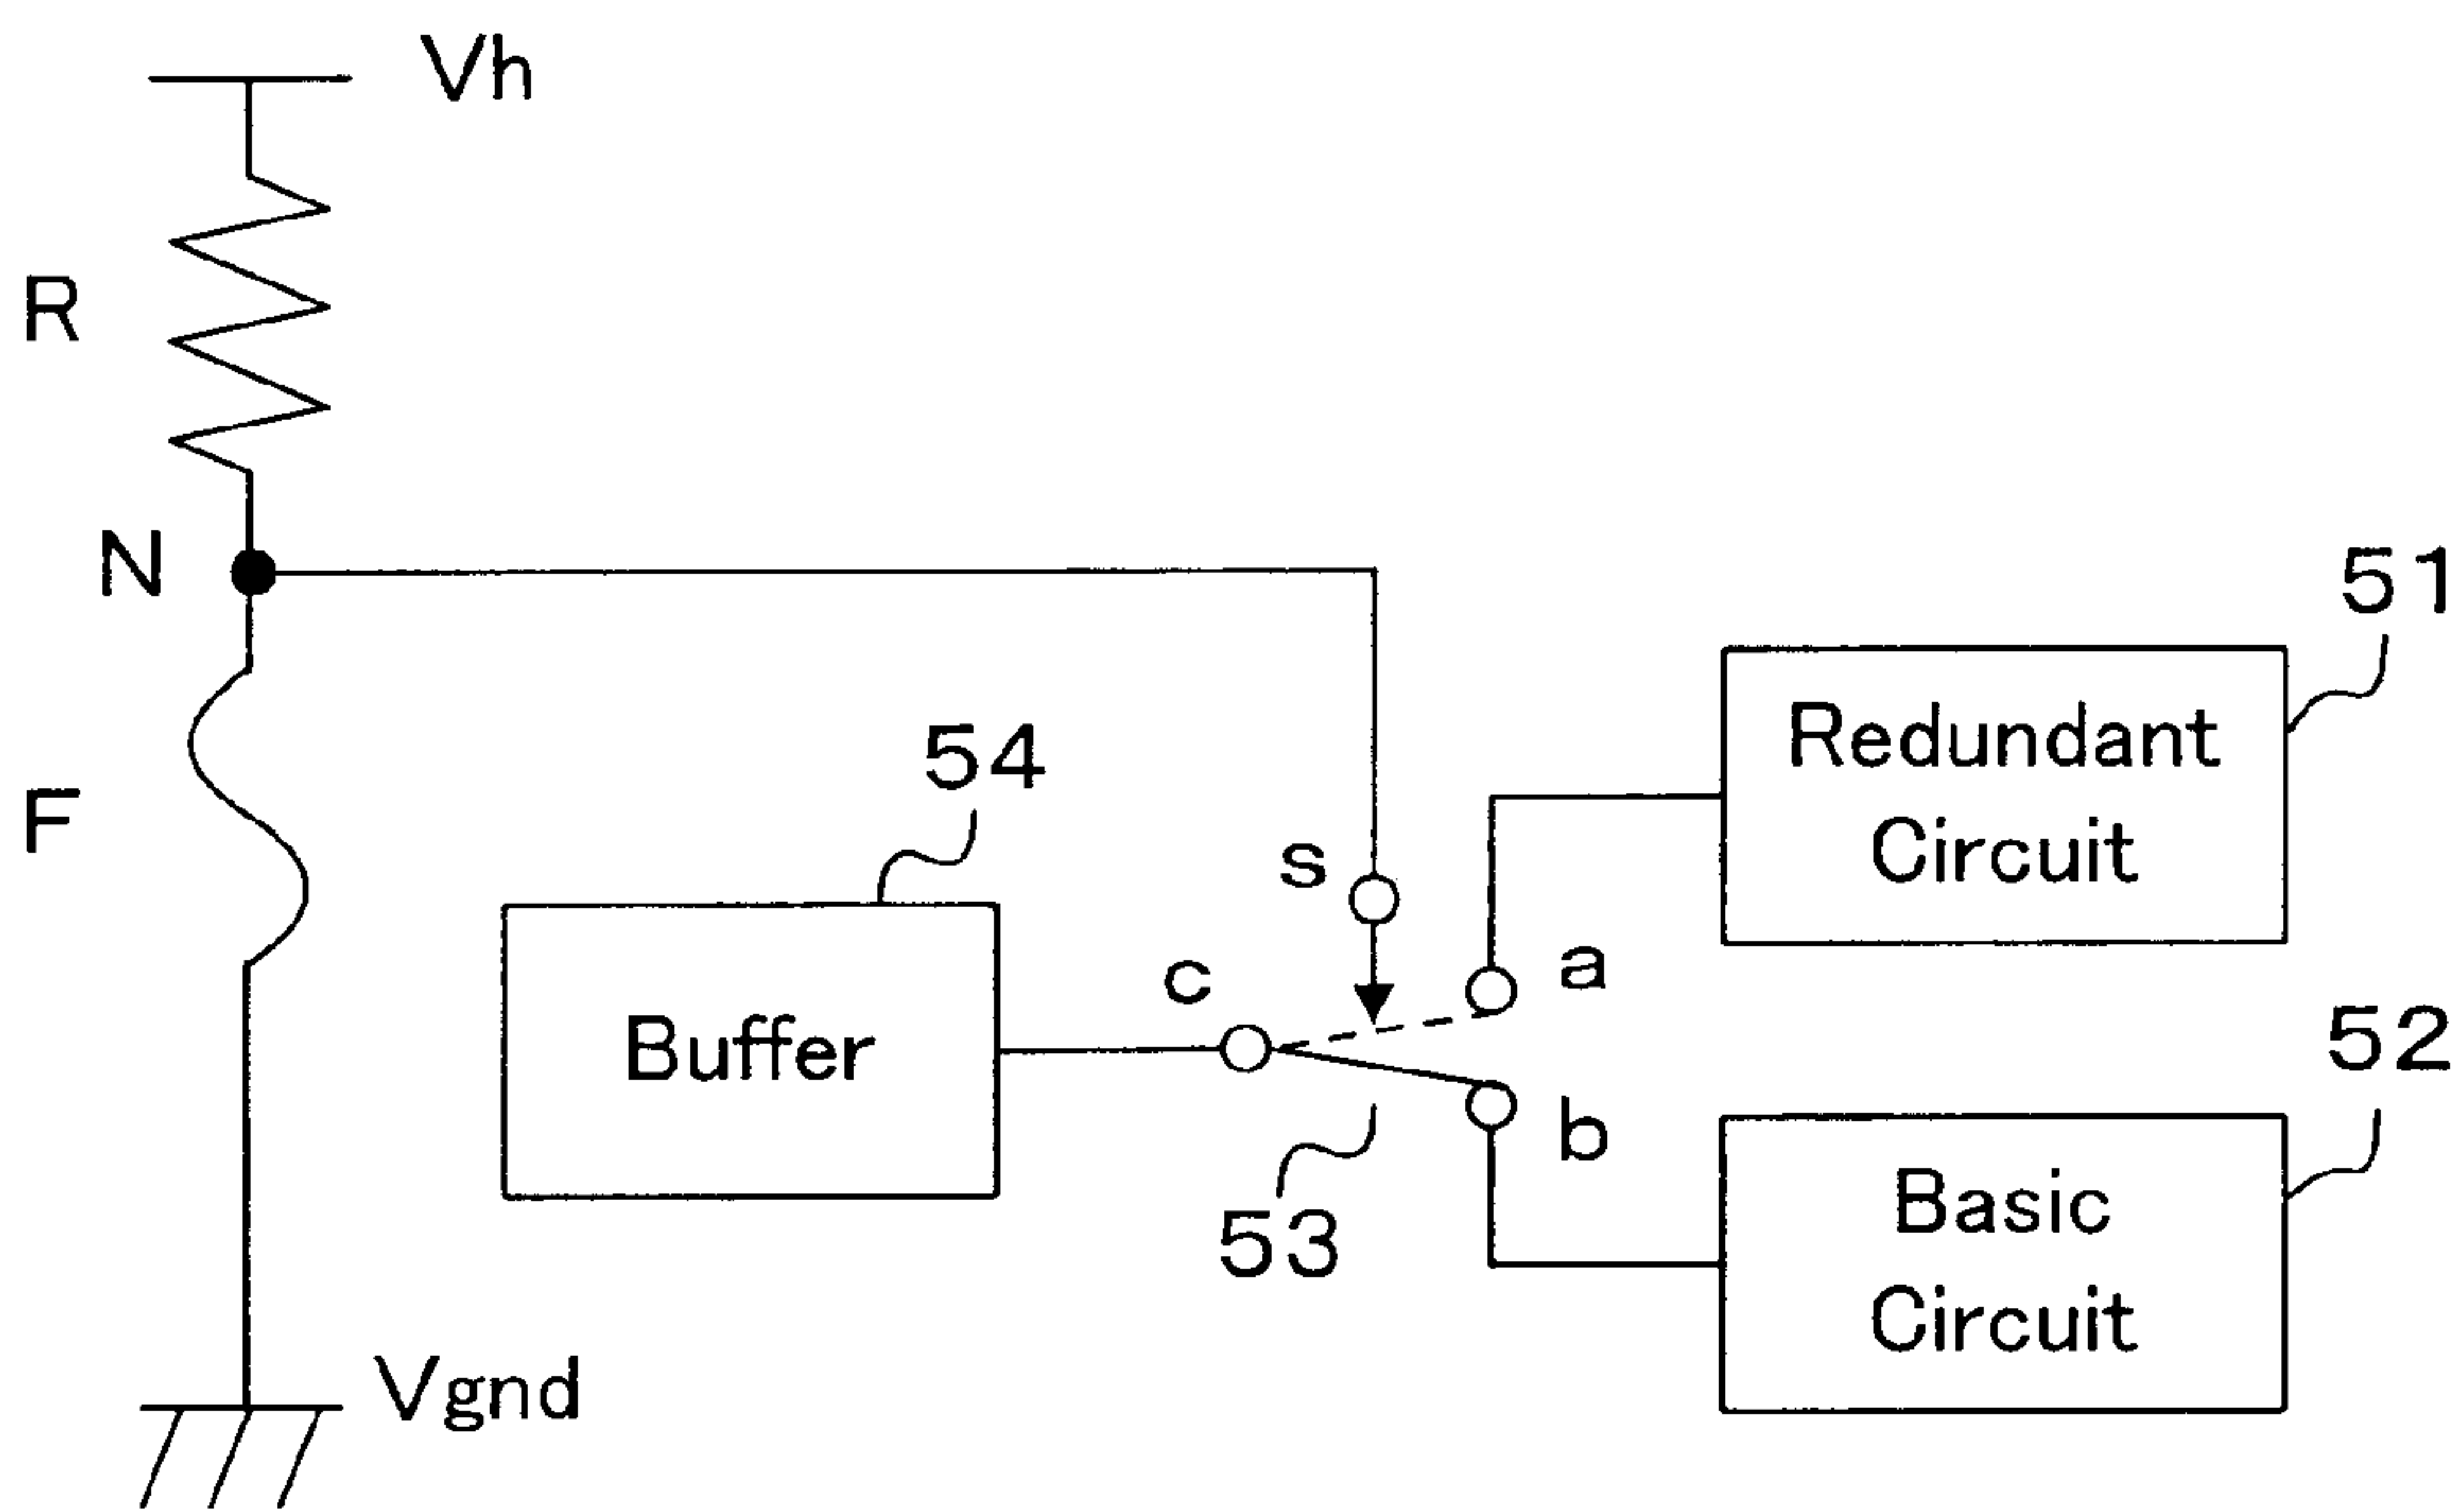 Vh
R
N
51
F
54
Redundant
Circuit
s
a
c
Buffer
52
b
53
Basic
Circuit
Vgnd